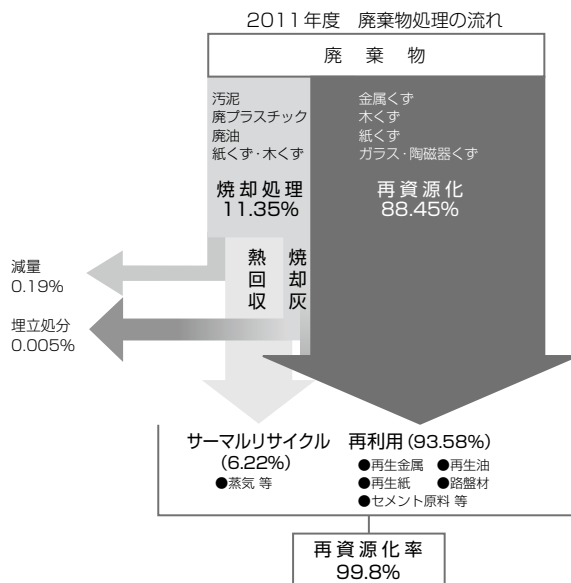 2011年度　廃棄物処理の流れ
廃棄物
汚泥
廃プラスチック
廃油
紙くず・木くず
焼却処理
11.35%
金属くず
木くず
紙くず
ガラス・陶磁器くず
再資源化
88.45%
減量
0.19%
熱回収
焼却灰
埋立処分
0.005%
サーマルリサイクル
(6.22%)
●蒸気 等
再利用(93.58%)
●再生金属 ●再生油
●再生紙 ●路盤材
●セメント原料 等
再資源化率
99.8%